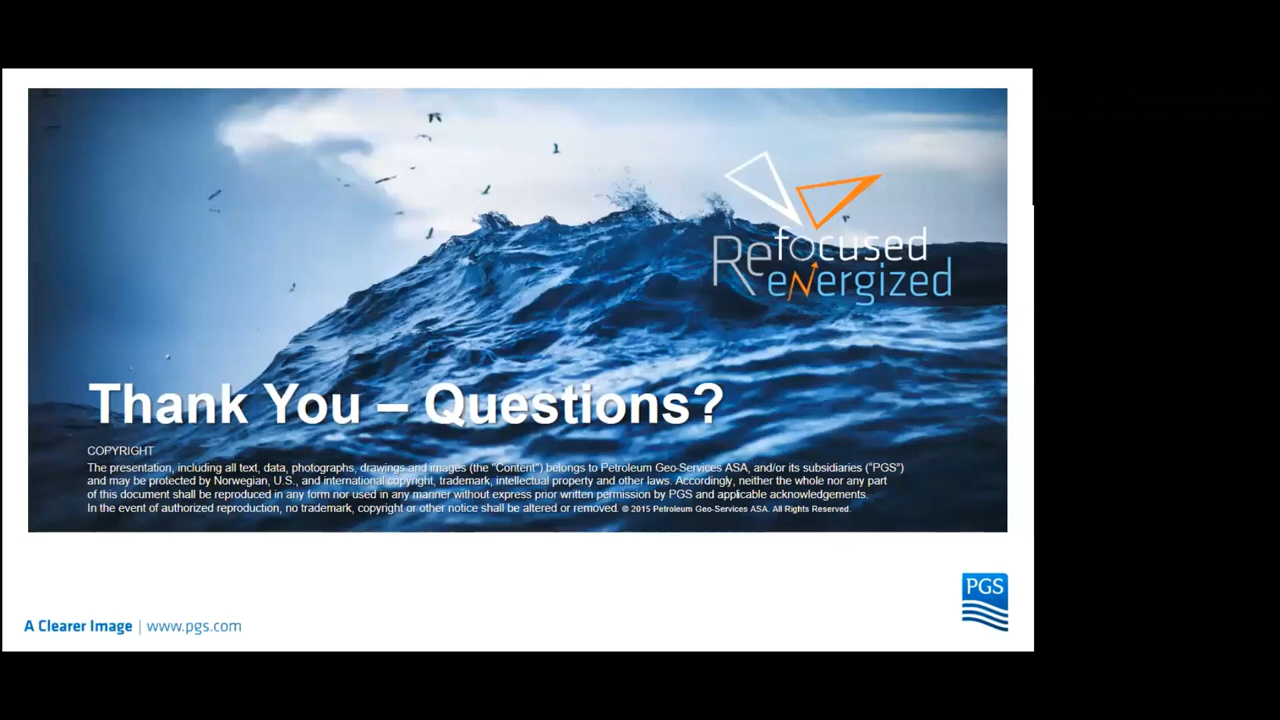 Refocused
energized
Thank You – Questions?
COPYRIGHT
The presentation, including all text, data, photographs, drawings and images (the "Content") belongs to Petroleum Geo-Services ASA, and/or its subsidiaries ("PGS")
and may be protected by Norwegian, U.S., and international copyright, trademark, intellectual property and other laws. Accordingly, neither the whole nor any part
of this document shall be reproduced in any form nor used in any manner without express prior written permission by PGS and applicable acknowledgements.
In the event of authorized reproduction, no trademark, copyright or other notice shall be altered or removed. © 2015 Petroleum Geo-Services ASA. All Rights Reserved.
PGS
A Clearer Image | www.pgs.com